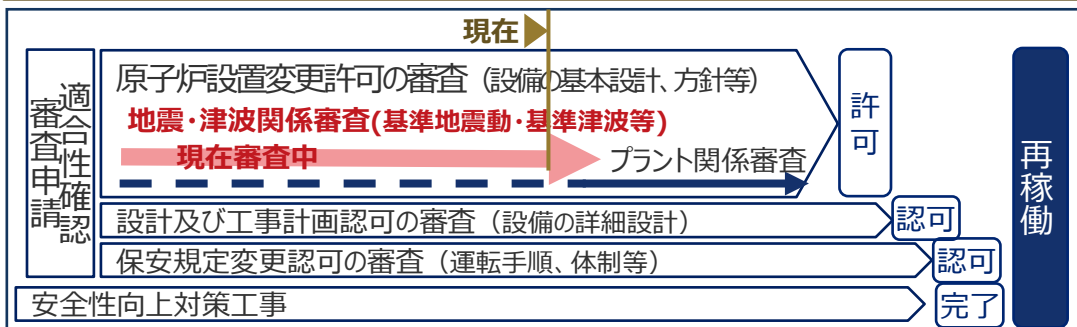 現在
適合性確認
審査申請
原子炉設置変更許可の審査（設備の基本設計、方針等）
地震・津波関係審査(基準地震動・基準津波等)
現在審査中
プラント関係審査
許可
設計及び工事計画認可の審査（設備の詳細設計）
認可
保安規定変更認可の審査（運転手順、体制等）
認可
安全性向上対策工事
完了
再稼働